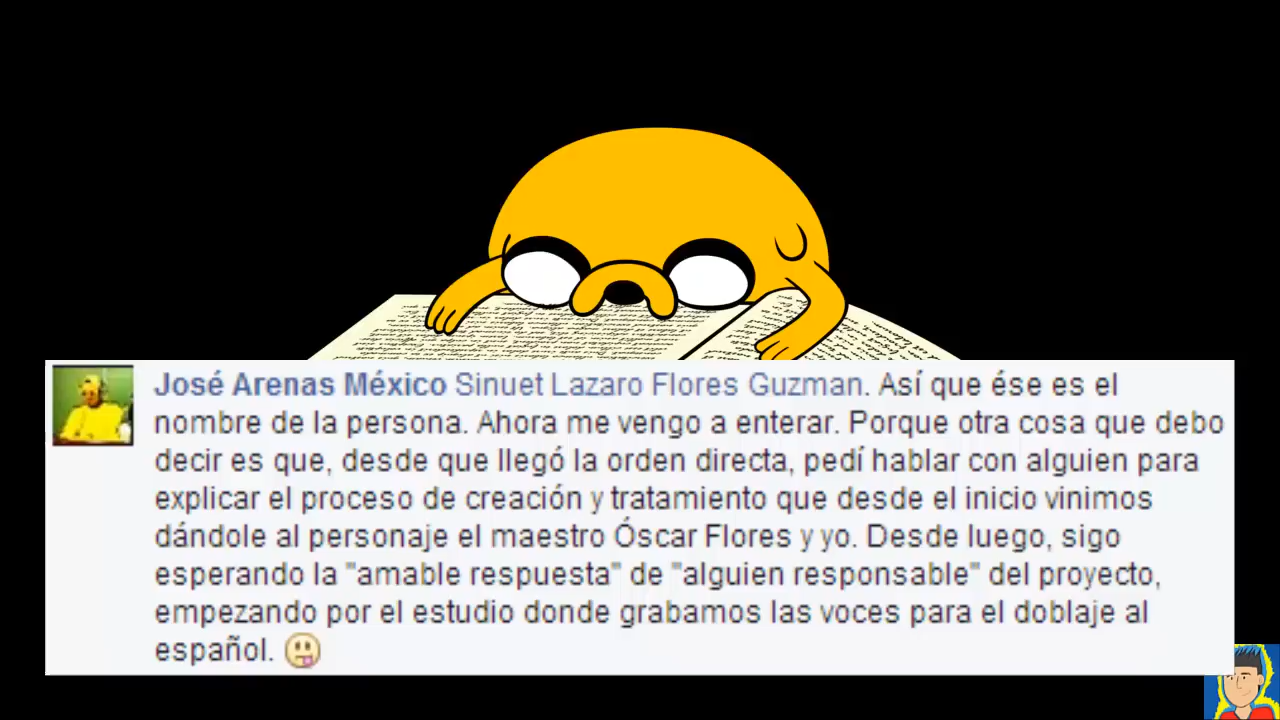 José Arenas México Sinuet Lazaro Flores Guzman. Así que ése es el
nombre de la persona. Ahora me vengo a enterar. Porque otra cosa que debo
decir es que, desde que llegó la orden directa, pedí hablar con alguien para
explicar el proceso de creación y tratamiento que desde el inicio vinimos
dándole al personaje el maestro Óscar Flores y yo. Desde luego, sigo
esperando la "amable respuesta" de "alguien responsable" del proyecto,
empezando por el estudio donde grabamos las voces para el doblaje al
español.